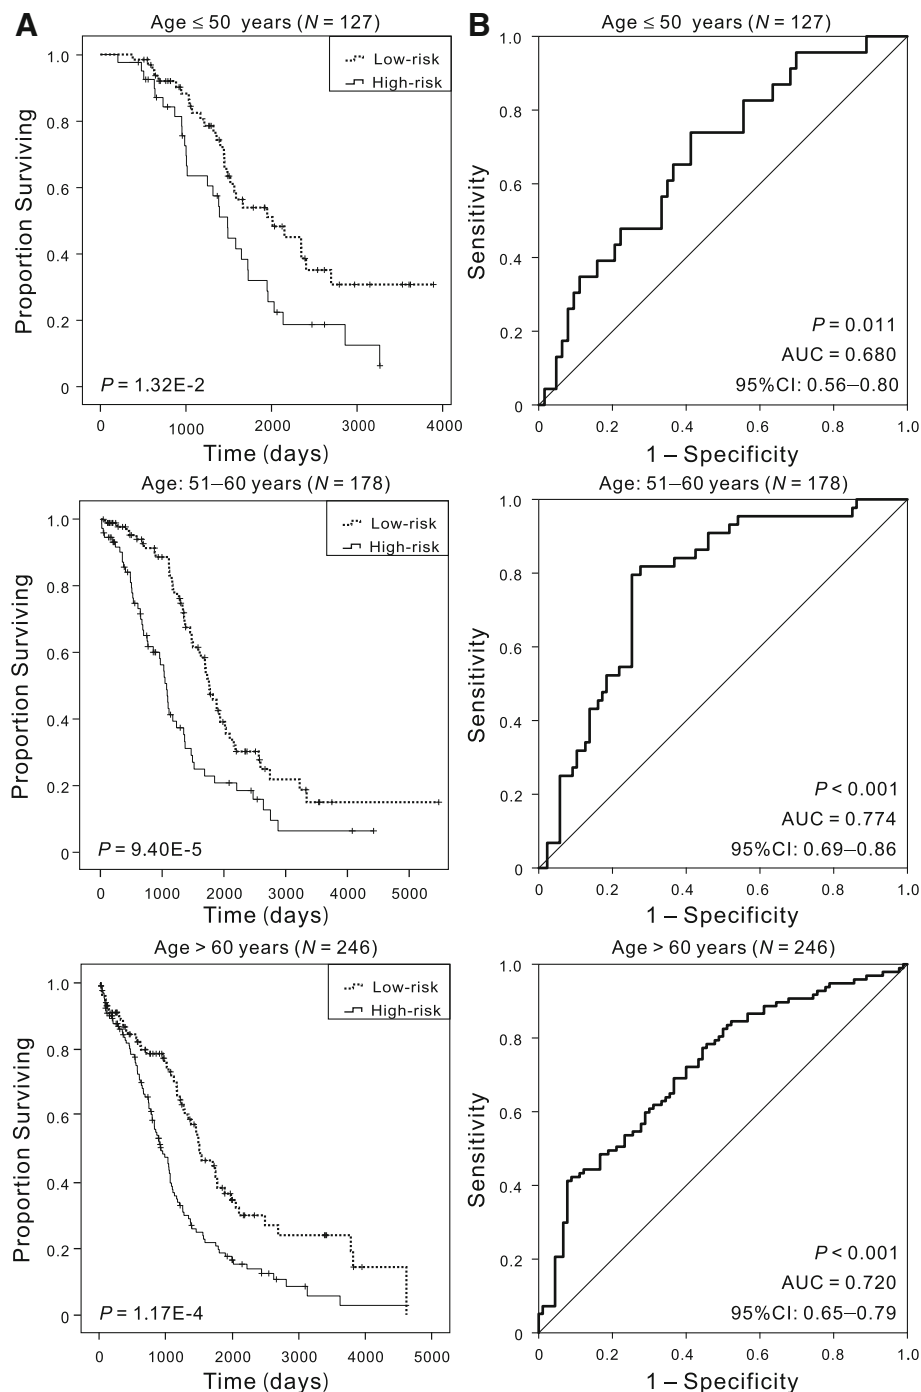 A
Age ≤ 50 years (N = 127)
Low-risk
High-risk
1.0
0.8
0.6
0.4
0.2
0
Proportion Surviving
P = 1.32E-2
0 1000 2000 3000 4000
Time (days)
B
Age ≤ 50 years (N = 127)
1.0
0.8
0.6
0.4
0.2
0
Sensitivity
P = 0.011
AUC = 0.680
95%CI: 0.56–0.80
0 0.2 0.4 0.6 0.8 1.0
1 – Specificity
Age: 51–60 years (N = 178)
Low-risk
High-risk
1.0
0.8
0.6
0.4
0.2
0
Proportion Surviving
P = 9.40E-5
0 1000 2000 3000 4000 5000
Time (days)
Age: 51–60 years (N = 178)
1.0
0.8
0.6
0.4
0.2
0
Sensitivity
P < 0.001
AUC = 0.774
95%CI: 0.69–0.86
0 0.2 0.4 0.6 0.8 1.0
1 – Specificity
Age > 60 years (N = 246)
Low-risk
High-risk
1.0
0.8
0.6
0.4
0.2
0
Proportion Surviving
P = 1.17E-4
0 1000 2000 3000 4000 5000
Time (days)
Age > 60 years (N = 246)
1.0
0.8
0.6
0.4
0.2
0
Sensitivity
P < 0.001
AUC = 0.720
95%CI: 0.65–0.79
0 0.2 0.4 0.6 0.8 1.0
1 – Specificity